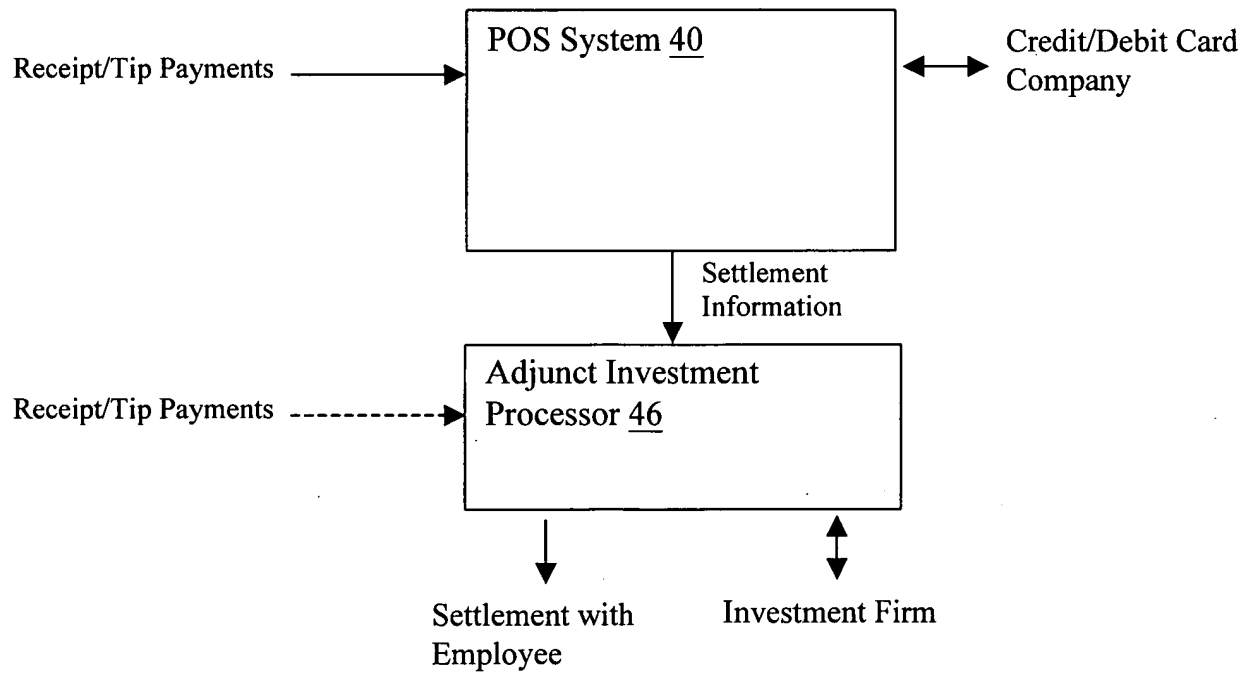 POS System 40
Receipt/Tip Payments
Credit/Debit Card
Company
Settlement
Information
Adjunct Investment
Processor 46
Receipt/Tip Payments
Settlement with
Employee
Investment Firm